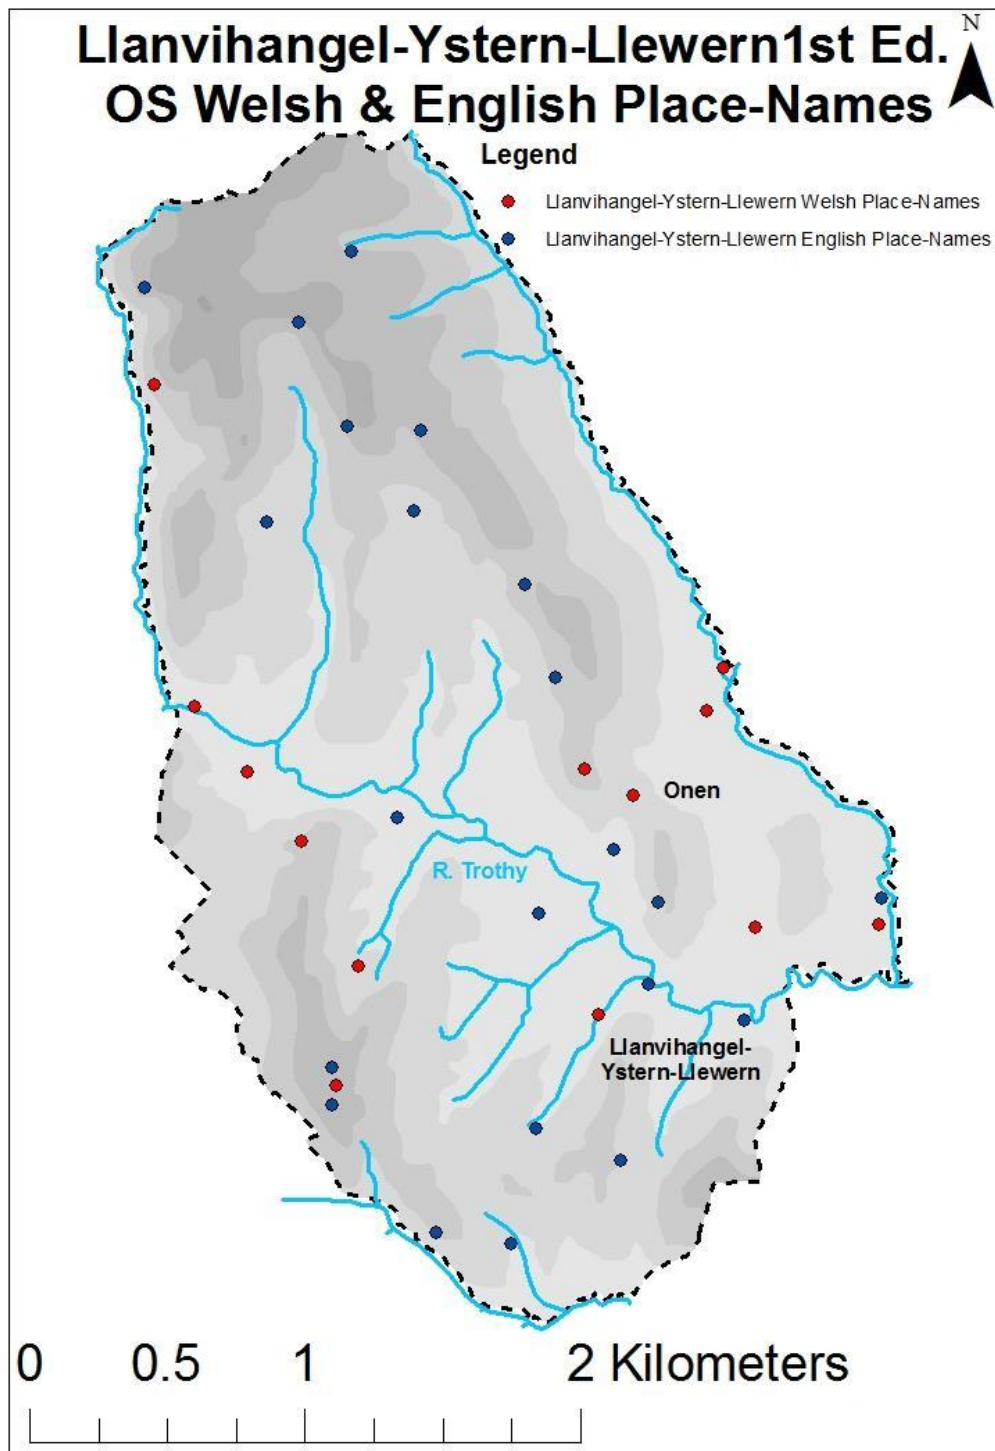 Llanvihangel-Ystern-Llewern1st Ed.
OS Welsh & English Place-Names
N
Legend
Llanvihangel-Ystern-Llewern Welsh Place-Names
Llanvihangel-Ystern-Llewern English Place-Names
Onen
R. Trothy
Llanvihangel-
Ystern-Llewern
0 0.5 1 2 Kilometers